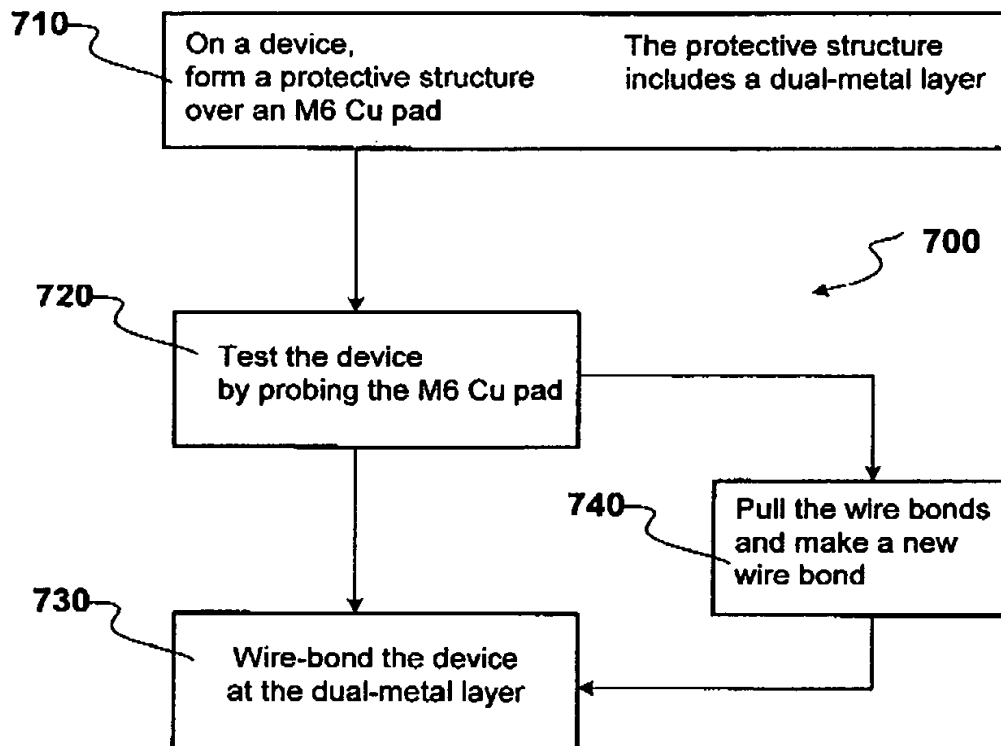 710
On a device,
form a protective structure
over an M6 Cu pad
The protective structure
includes a dual-metal layer
700
720
Test the device
by probing the M6 Cu pad
740
Pull the wire bonds
and make a new
wire bond
730
Wire-bond the device
at the dual-metal layer